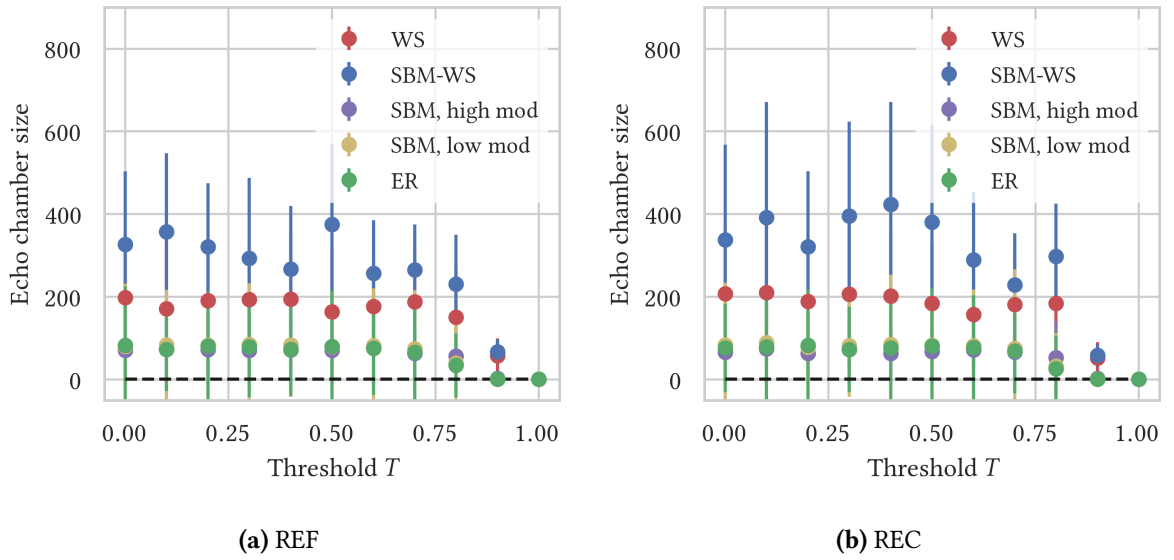 800
600
400
200
0
Echo chamber size
WS
SBM-WS
SBM, high mod
SBM, low mod
ER
0.00 0.25 0.50 0.75 1.00
Threshold T
(a) REF
800
600
400
200
0
Echo chamber size
WS
SBM-WS
SBM, high mod
SBM, low mod
ER
0.00 0.25 0.50 0.75 1.00
Threshold T
(b) REC